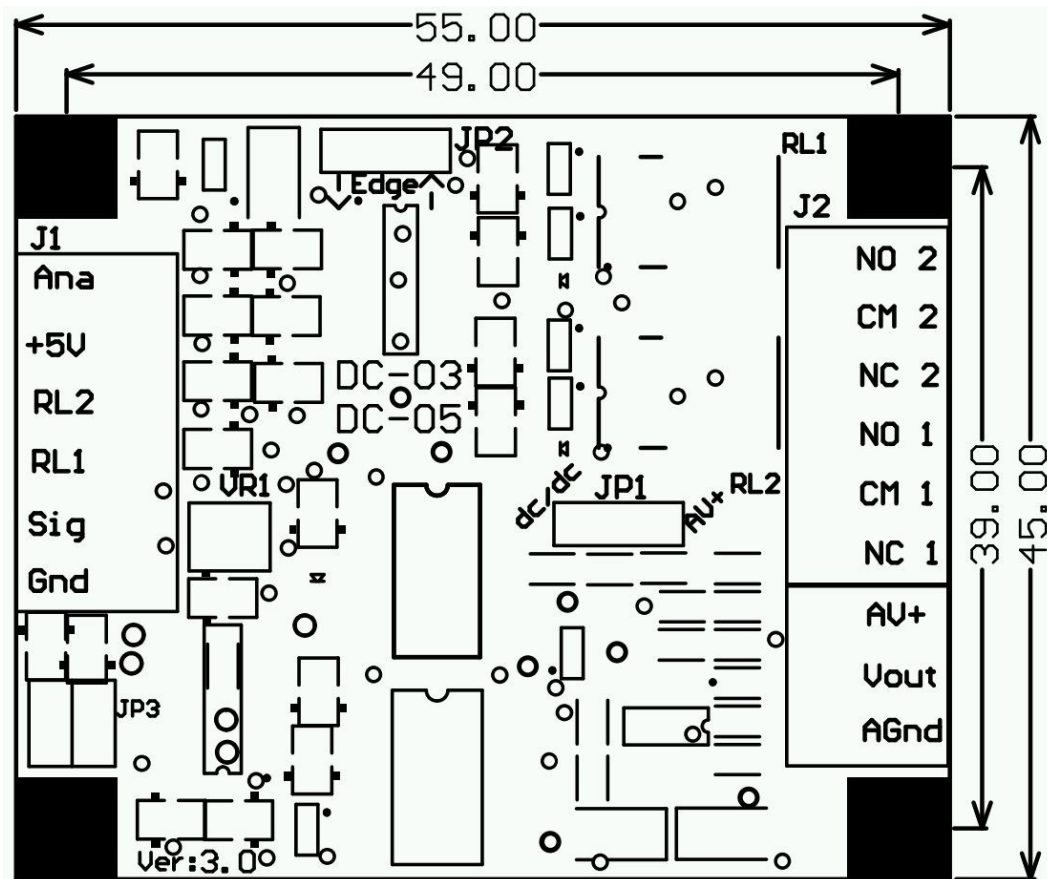 55.00
49.00
JP2
RL1
Edge
J2
J1
Ana
+5V
RL2
RL1
Sig
Gnd
DC-03
DC-05
VR1
dc/dc
JP1
AV+
RL2
NO 2
CM 2
NC 2
NO 1
CM 1
NC 1
AV+
Vout
AGnd
39.00
45.00
JP3
Ver:3.0